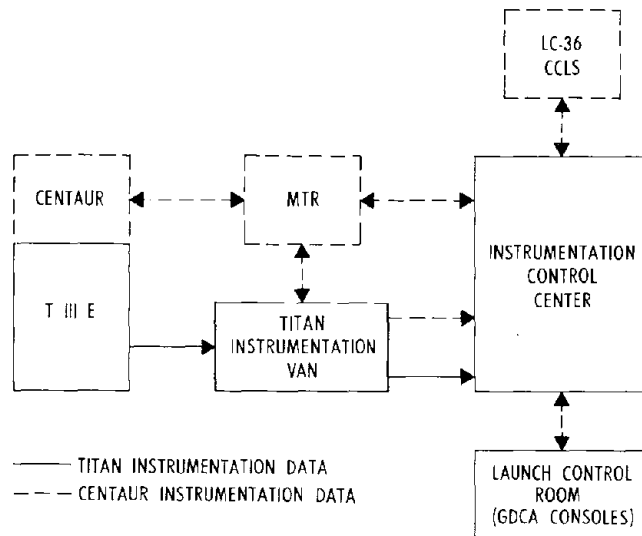 LC-36
CCLS
CENTAUR
MTR
INSTRUMENTATION
CONTROL
CENTER
T III E
TITAN
INSTRUMENTATION
VAN
TITAN INSTRUMENTATION DATA
CENTAUR INSTRUMENTATION DATA
LAUNCH CONTROL
ROOM
(GDCA CONSOLES)